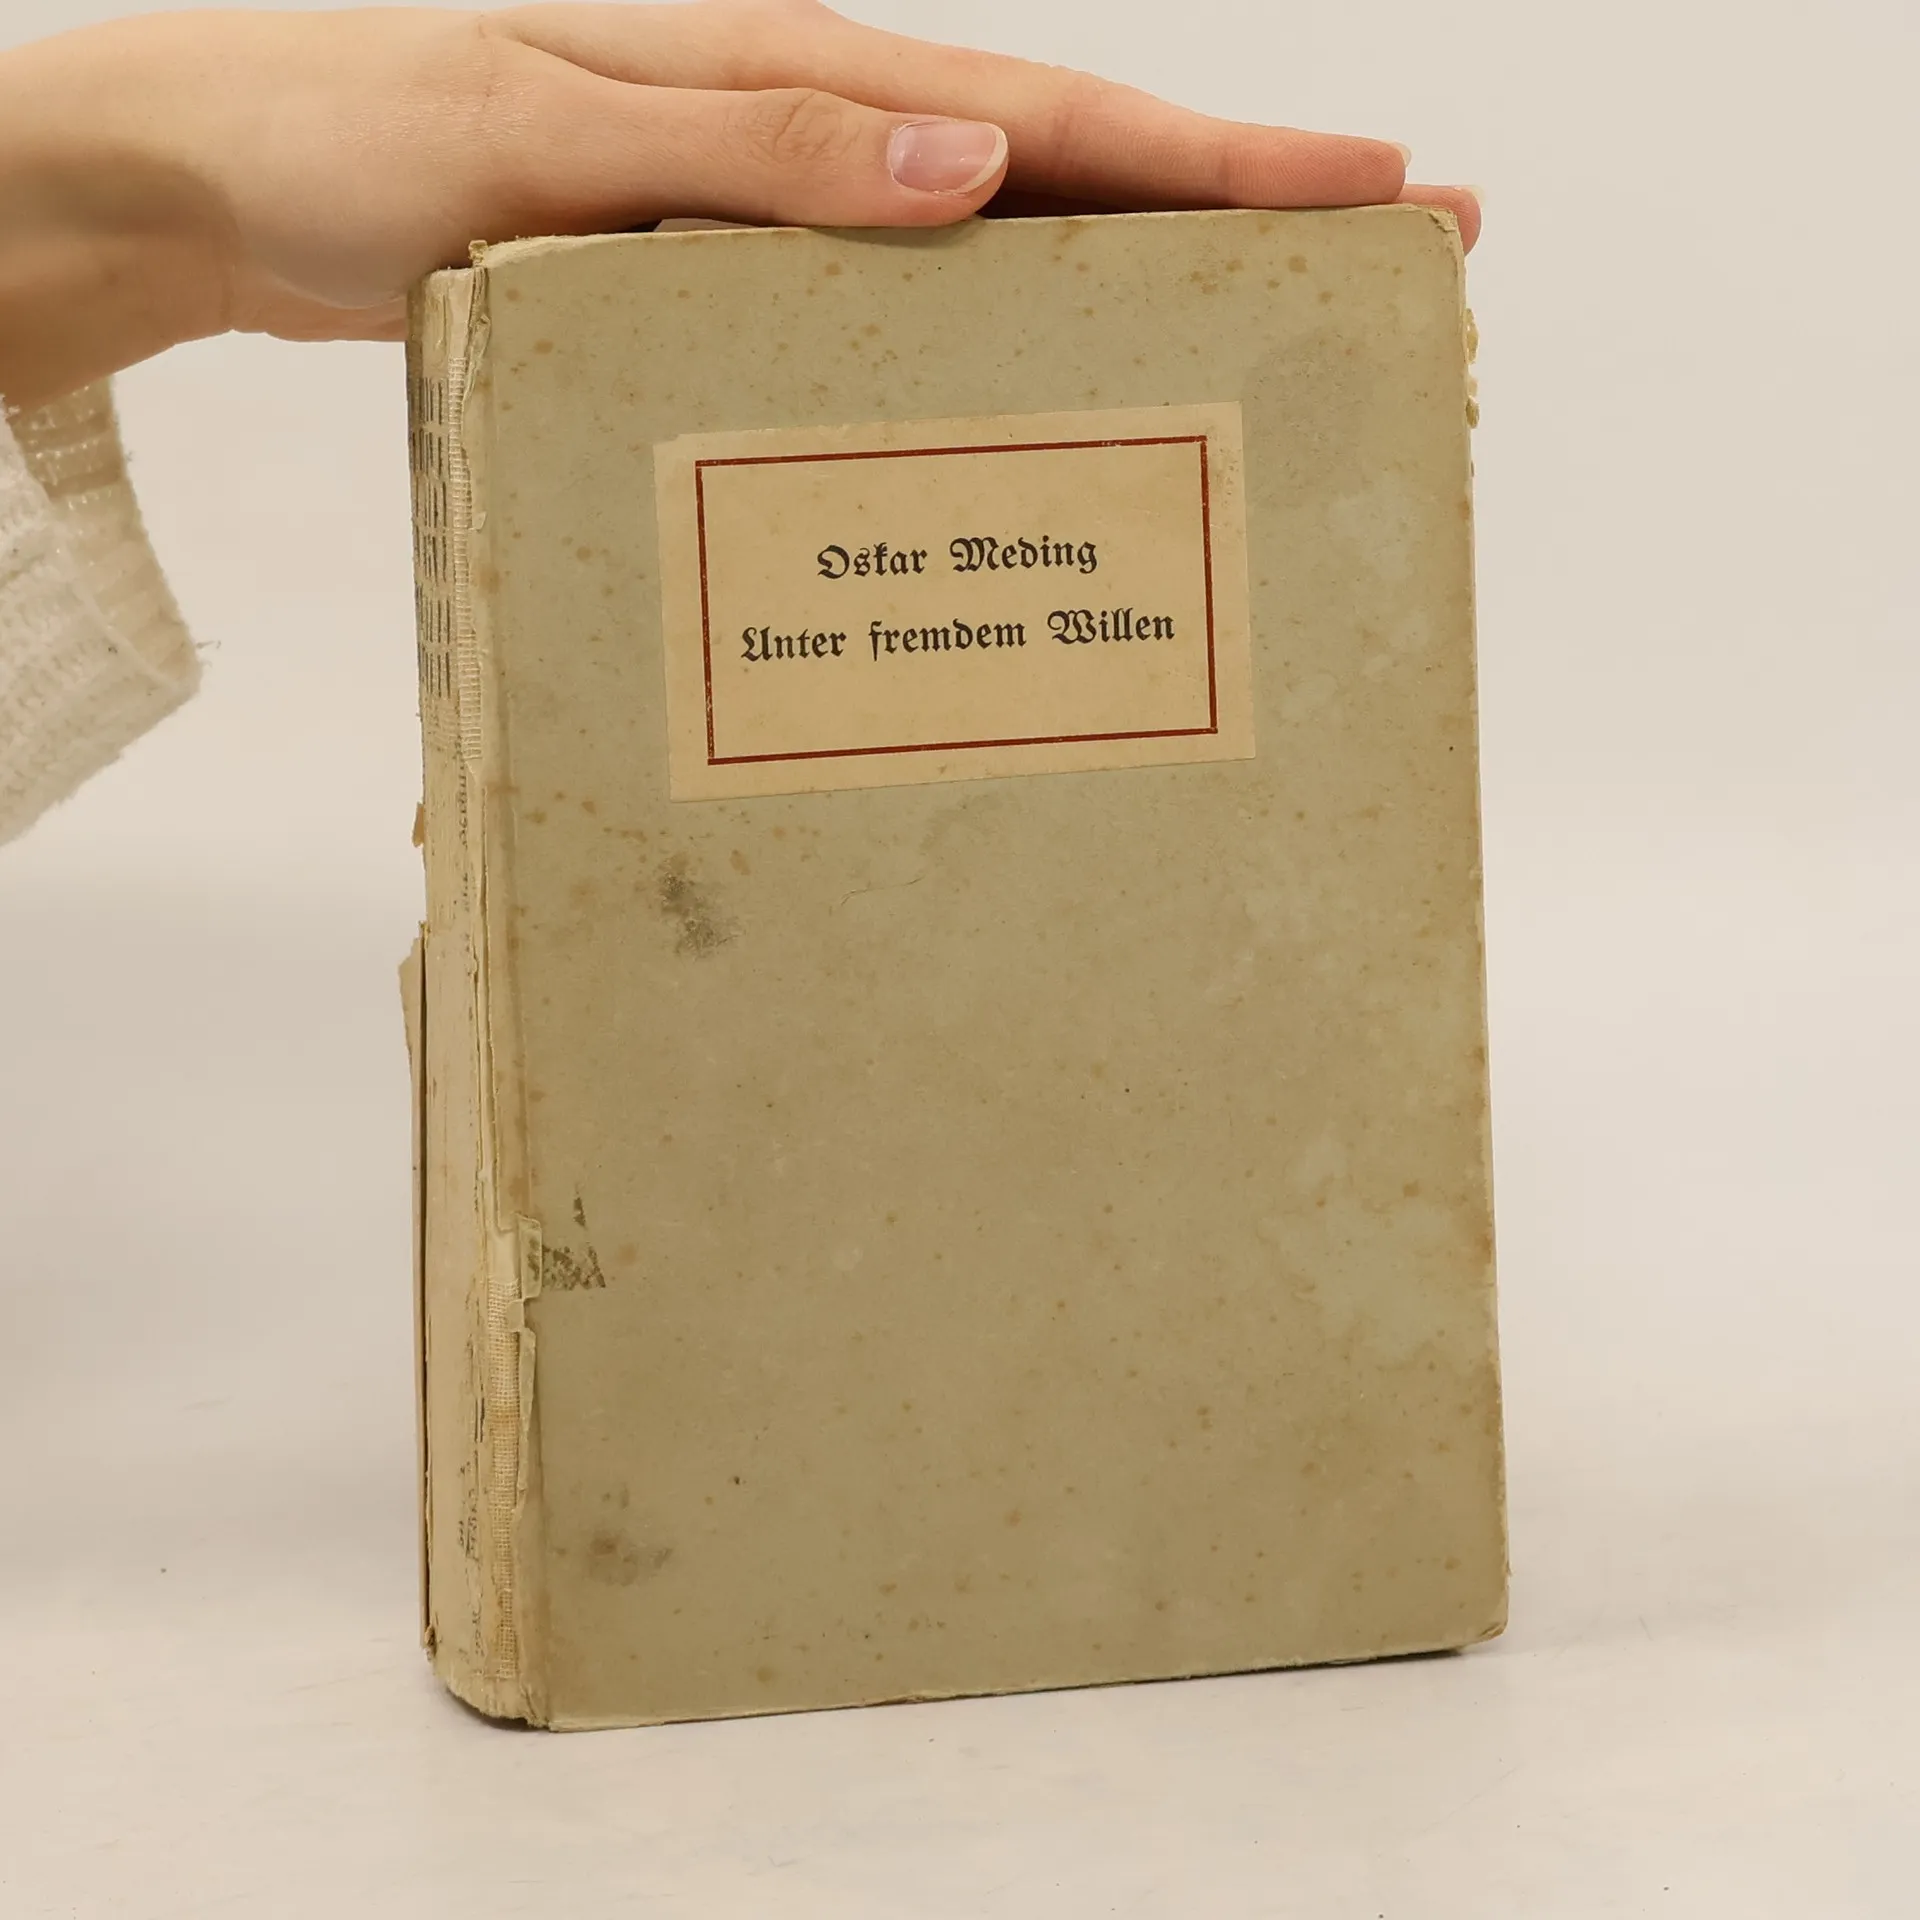 Oskar Meding
Unter fremdem Willen